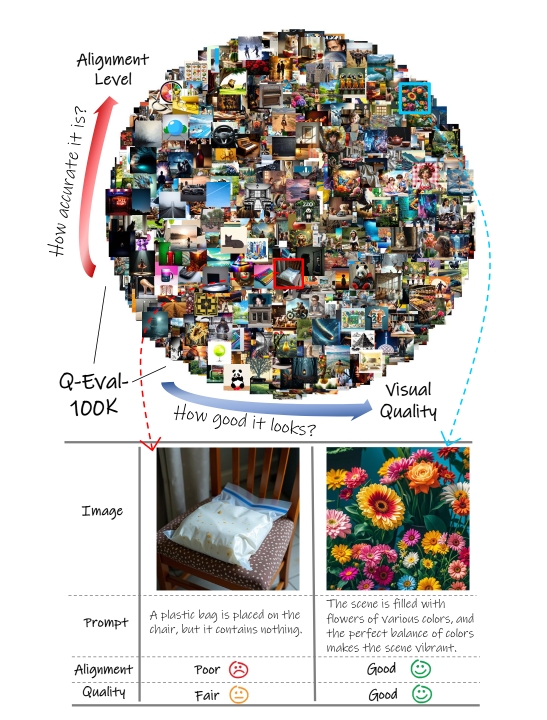 Alignment
Level
How accurate it is?
Q-Eval-
100K
How good it looks?
Visual
Quality
Image
Prompt
A plastic bag is placed on the
chair, but it contains nothing.
The scene is filled with
flowers of various colors, and
the perfect balance of colors
makes the scene vibrant.
Alignment
Poor
Good
Quality
Fair
Good